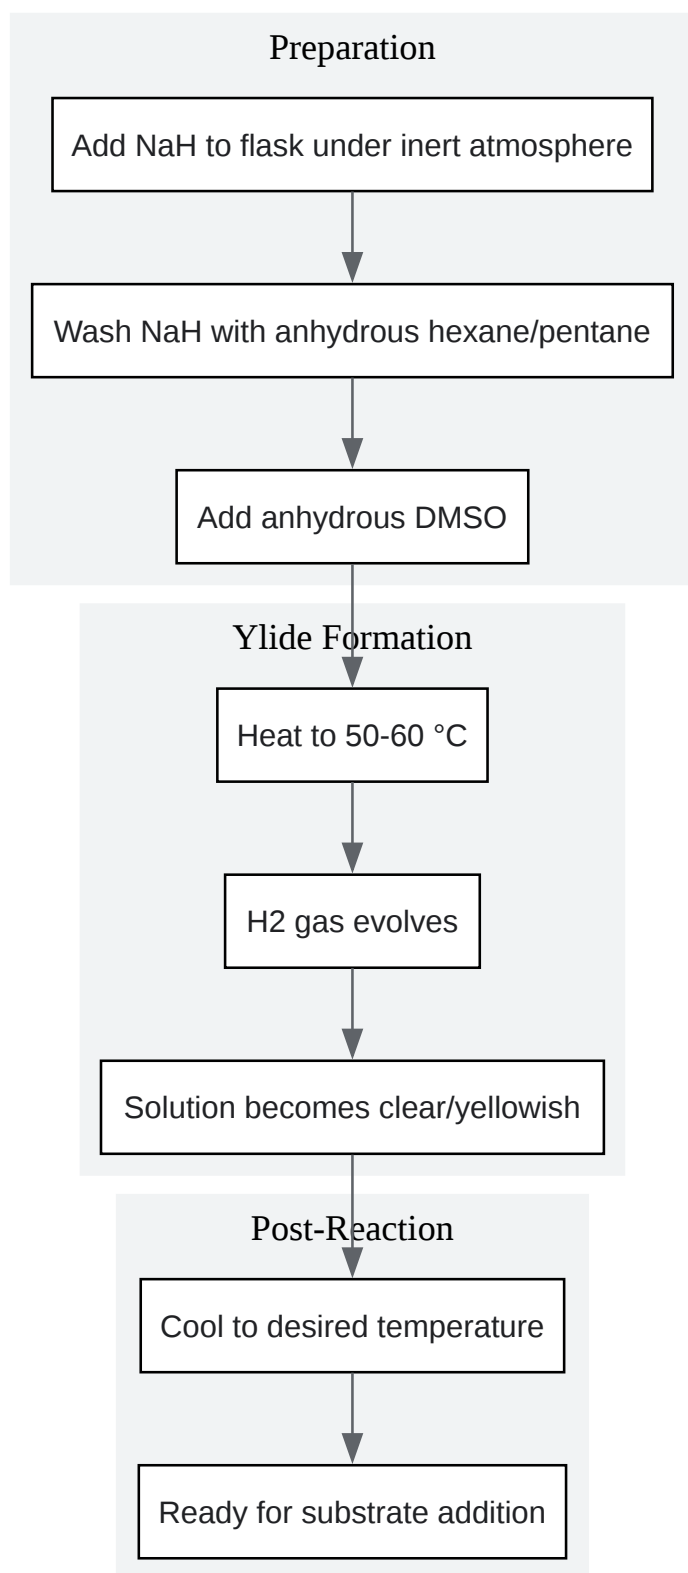 Preparation
Add NaH to flask under inert atmosphere
Wash NaH with anhydrous hexane/pentane
Add anhydrous DMSO
Ylide Formation
Heat to 50-60 °C
H2 gas evolves
Solution becomes clear/yellowish
Post-Reaction
Cool to desired temperature
Ready for substrate addition